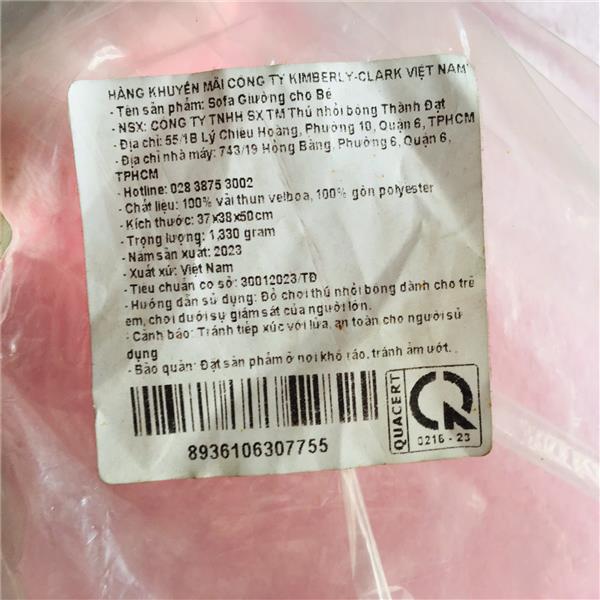 HÀNG KHUYẾN MÃI CÔNG TY KIMBERLY-CLARK VIỆT NAM
- Tên sản phẩm: Sofa Giường cho Bé
- NSX: CÔNG TY TNHH SX TM Thú nhồi bông Thành Đạt
- Địa chỉ: 55/1B Lý Chiêu Hoàng, Phường 10, Quận 6, TPHCM
- Địa chỉ nhà máy: 743/19 Hồng Bàng, Phường 6, Quận 6,
TPHCM
- Hotline: 028 3875 3002
- Chất liệu: 100% vải thun velboa, 100% gòn polyester
- Kích thước: 37x38x50cm
- Trọng lượng: 1,330 gram
- Năm sản xuất: 2023
- Xuất xứ: Việt Nam
- Tiêu chuẩn cơ sở: 30012023/TĐ
- Hướng dẫn sử dụng: Đồ chơi thú nhồi bông dành cho trẻ
em, chơi dưới sự giám sát của người lớn.
- Cảnh báo: Tránh tiếp xúc với lửa, an toàn cho người sử
dụng
- Bảo quản: Đặt sản phẩm ở nơi khô ráo, tránh ẩm ướt.
8936106307755
QUACERT
0216 - 23